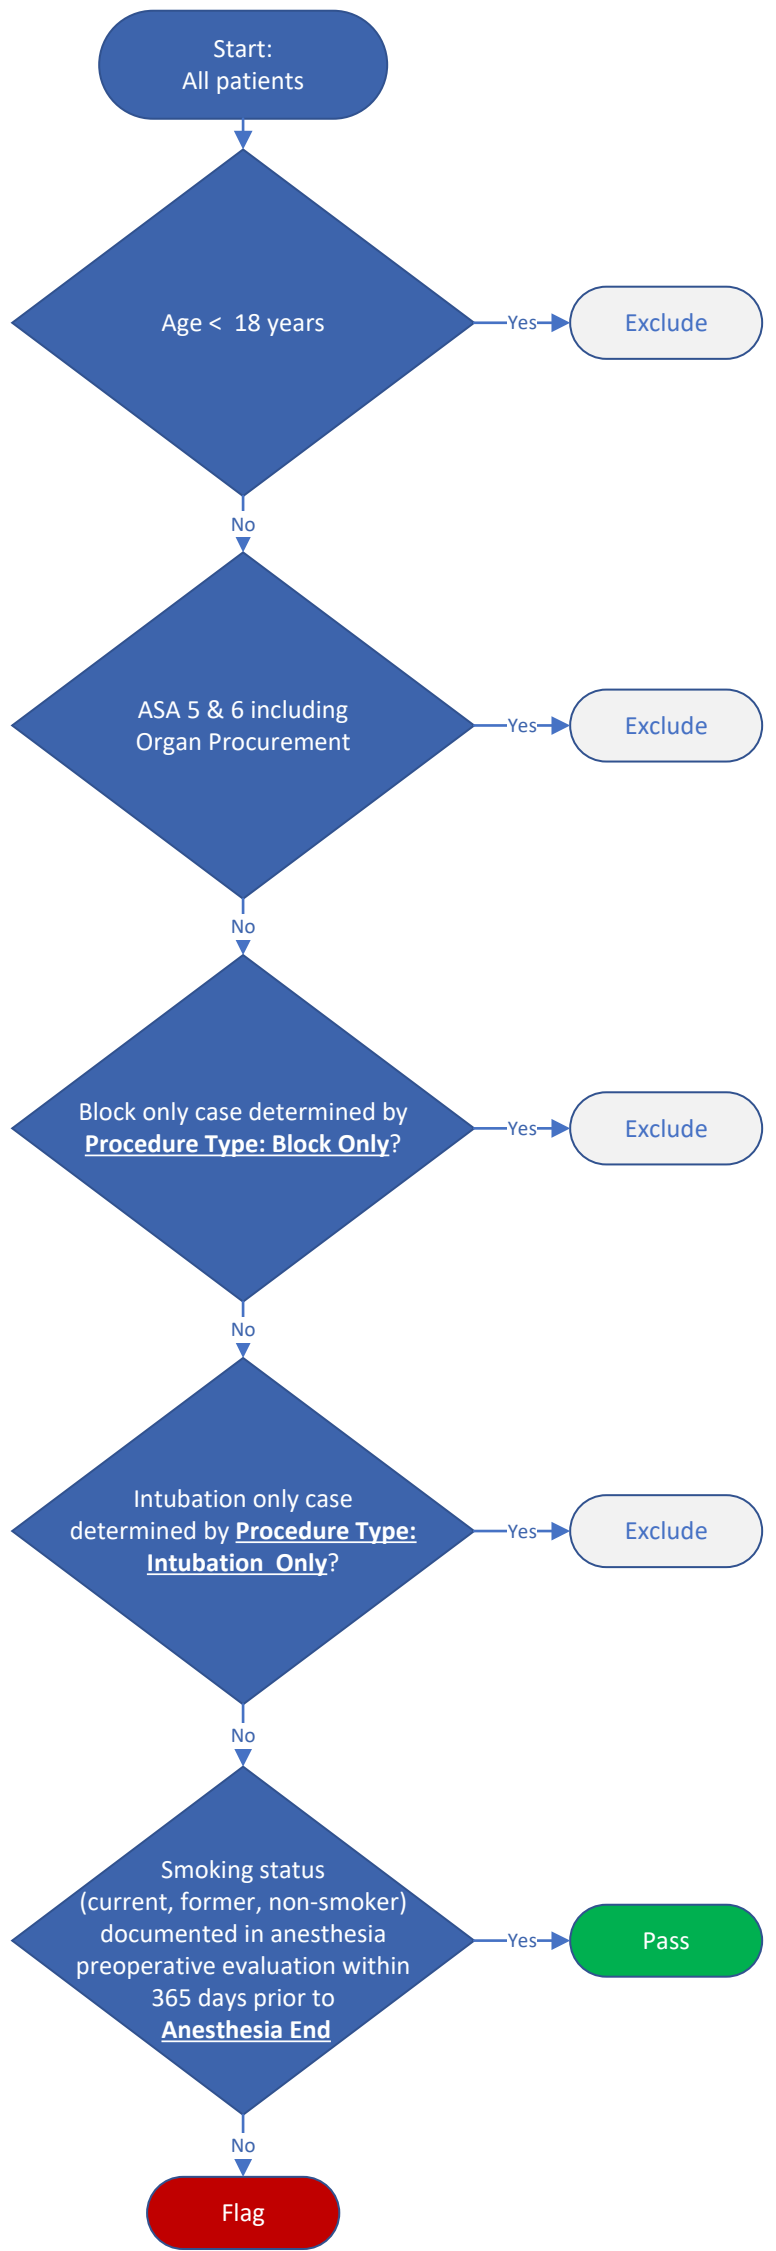 Start:
All patients
Age <  18 years
Yes
Exclude
No
ASA 5 & 6 including
Organ Procurement
Yes
Exclude
No
Block only case determined by
Procedure Type: Block Only?
Yes
Exclude
No
Intubation only case
determined by Procedure Type:
Intubation  Only?
Yes
Exclude
No
Smoking status
(current, former, non-smoker)
documented in anesthesia
preoperative evaluation within
365 days prior to
Anesthesia End
Yes
Pass
No
Flag